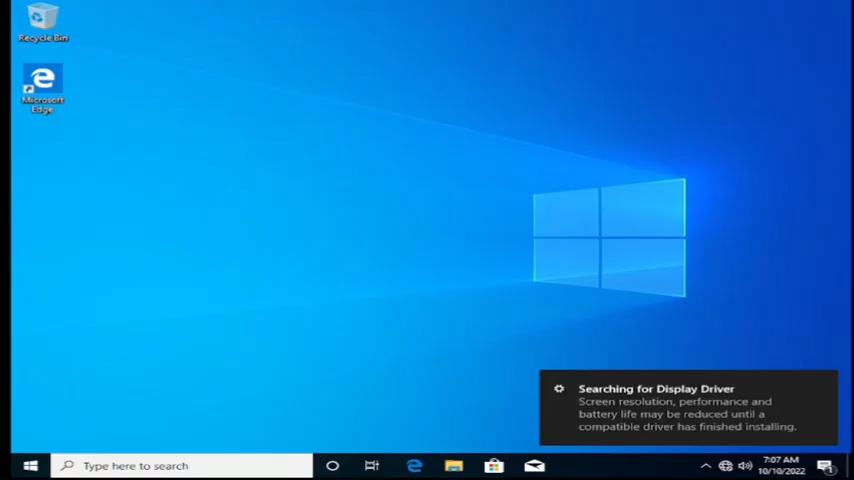 Recycle Bin
Microsoft
Edge
Searching for Display Driver
Screen resolution, performance and
battery life may be reduced until a
compatible driver has finished installing.
Type here to search
7:07 AM
10/10/2022
1